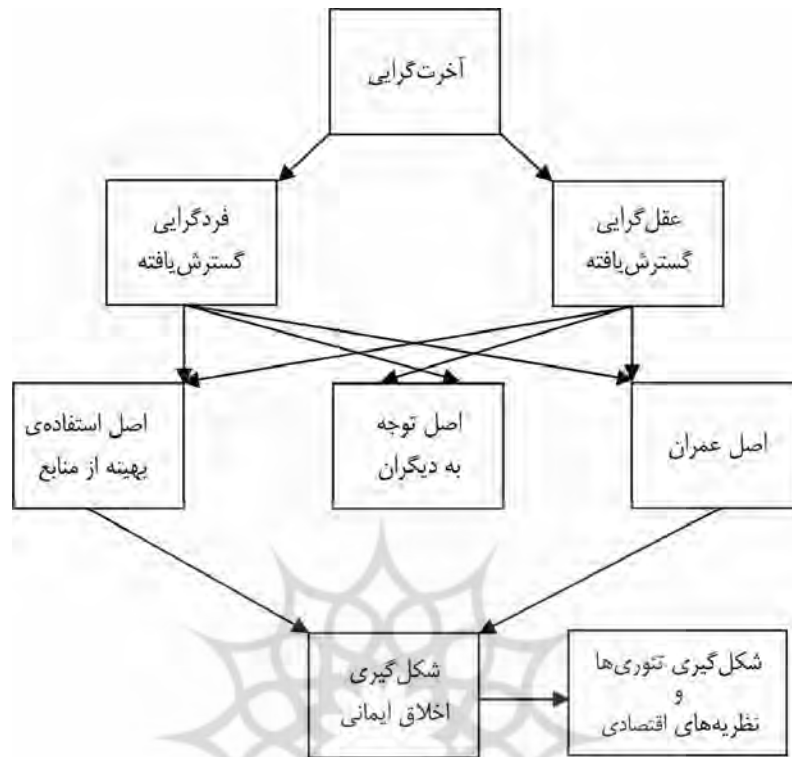 آخرت‌گرایی
عقل‌گرایی
گسترش‌یافته
فردگرایی
گسترش‌یافته
اصل عمران
اصل توجه
به دیگران
اصل استفاده‌ی
بهینه از منابع
شکل‌گیری
اخلاق ایمانی
شکل‌گیری تئوری‌ها
و
نظریه‌های اقتصادی